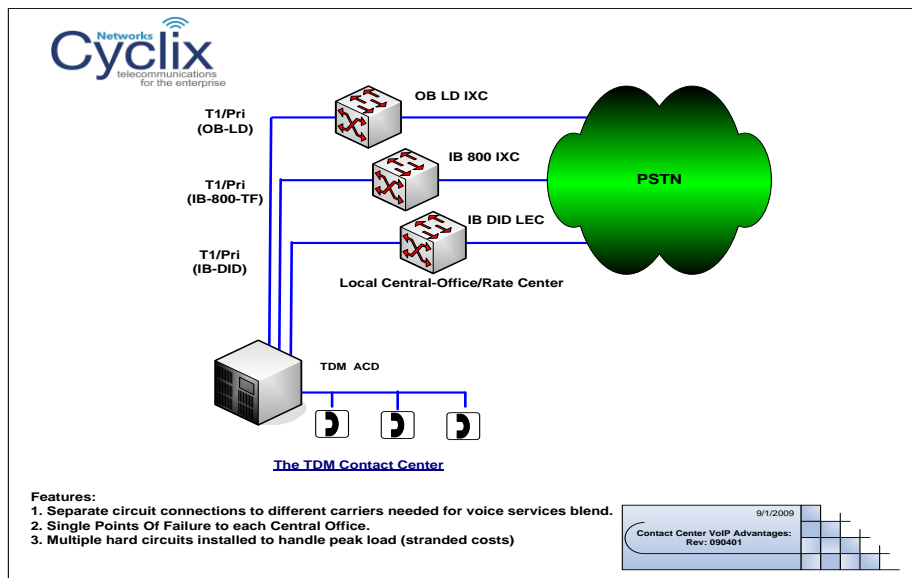 Networks
Cyclix
telecommunications
for the enterprise
OB LD IXC
T1/Pri
(OB-LD)
IB 800 IXC
T1/Pri
(IB-800-TF)
PSTN
IB DID LEC
T1/Pri
(IB-DID)
Local Central-Office/Rate Center
TDM ACD
The TDM Contact Center
Features:
1. Separate circuit connections to different carriers needed for voice services blend.
2. Single Points Of Failure to each Central Office.
3. Multiple hard circuits installed to handle peak load (stranded costs)
9/1/2009
Contact Center VoIP Advantages:
Rev: 090401